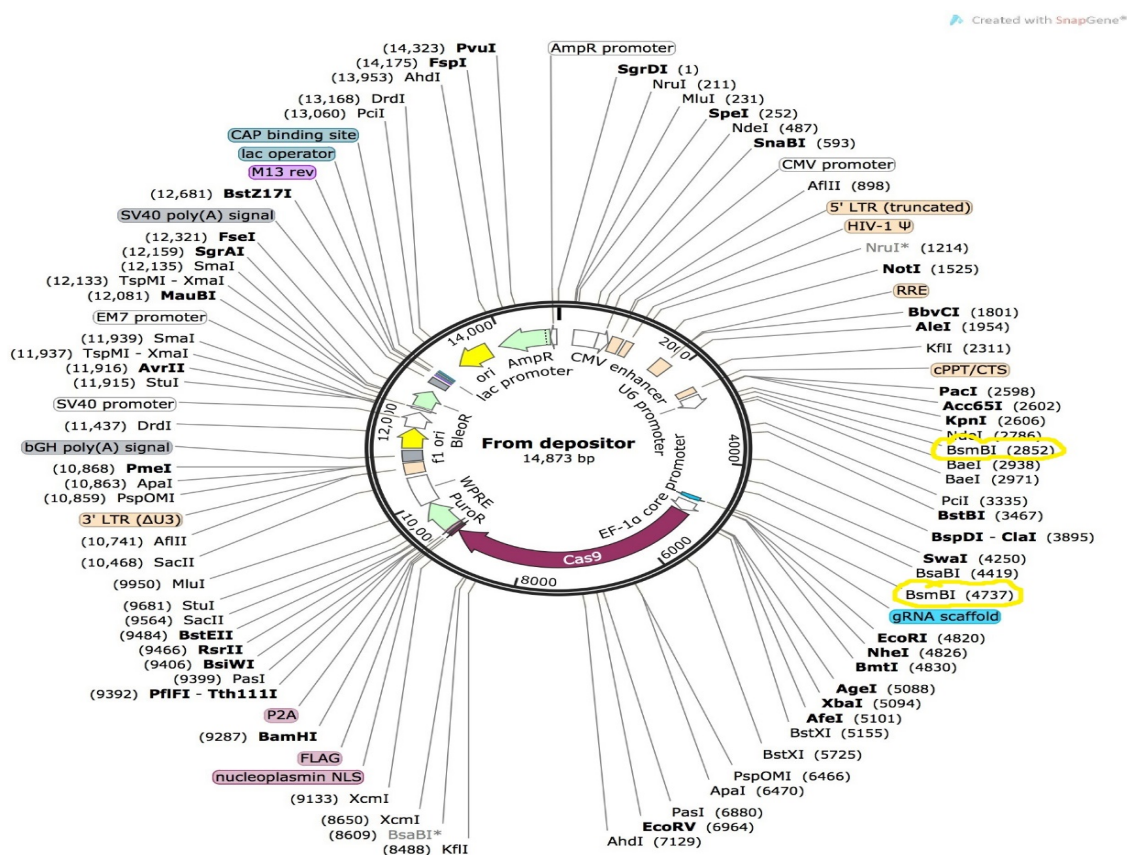 Created with SnapGene®
AmpR promoter
SgrDI (1)
NruI (211)
MluI (231)
SpeI (252)
NdeI (487)
SnaBI (593)
CMV promoter
AflII (898)
5' LTR (truncated)
HIV-1 Ψ
NruI* (1214)
NotI (1525)
RRE
BbvCI (1801)
AleI (1954)
KflI (2311)
cPPT/CTS
PacI (2598)
Acc65I (2602)
KpnI (2606)
NdeI (2786)
BsmBI (2852)
BaeI (2938)
BaeI (2971)
PciI (3335)
BstBI (3467)
BspDI - ClaI (3895)
SwaI (4250)
BsaBI (4419)
BsmBI (4737)
gRNA scaffold
EcoRI (4820)
NheI (4826)
BmtI (4830)
AgeI (5088)
XbaI (5094)
AfeI (5101)
BstXI (5155)
BstXI (5725)
PspOMI (6466)
ApaI (6470)
PasI (6880)
EcoRV (6964)
AhdI (7129)
(14,323) PvuI
(14,175) FspI
(13,953) AhdI
(13,168) DrdI
(13,060) PciI
CAP binding site
lac operator
M13 rev
(12,681) BstZ17I
SV40 poly(A) signal
(12,321) FseI
(12,159) SgrAI
(12,135) SmaI
(12,133) TspMI - XmaI
(12,081) MauBI
EM7 promoter
(11,939) SmaI
(11,937) TspMI - XmaI
(11,916) AvrII
(11,915) StuI
SV40 promoter
(11,437) DrdI
bGH poly(A) signal
(10,868) PmeI
(10,863) ApaI
(10,859) PspOMI
3' LTR (ΔU3)
(10,741) AflII
(10,468) SacII
(9950) MluI
(9681) StuI
(9564) SacII
(9484) BstEII
(9466) RsrII
(9406) BsiWI
(9399) PasI
(9392) PflFI - Tth111I
P2A
(9287) BamHI
FLAG
nucleoplasmin NLS
(9133) XcmI
(8650) XcmI
(8609) BsaBI*
(8488) KflI
14,000
2000
4000
6000
8000
10,000
12,000
AmpR
ori
lac promoter
CMV enhancer
U6 promoter
BleoR
f1 ori
WPRE
PuroR
EF-1α core promoter
Cas9
From depositor
14,873 bp